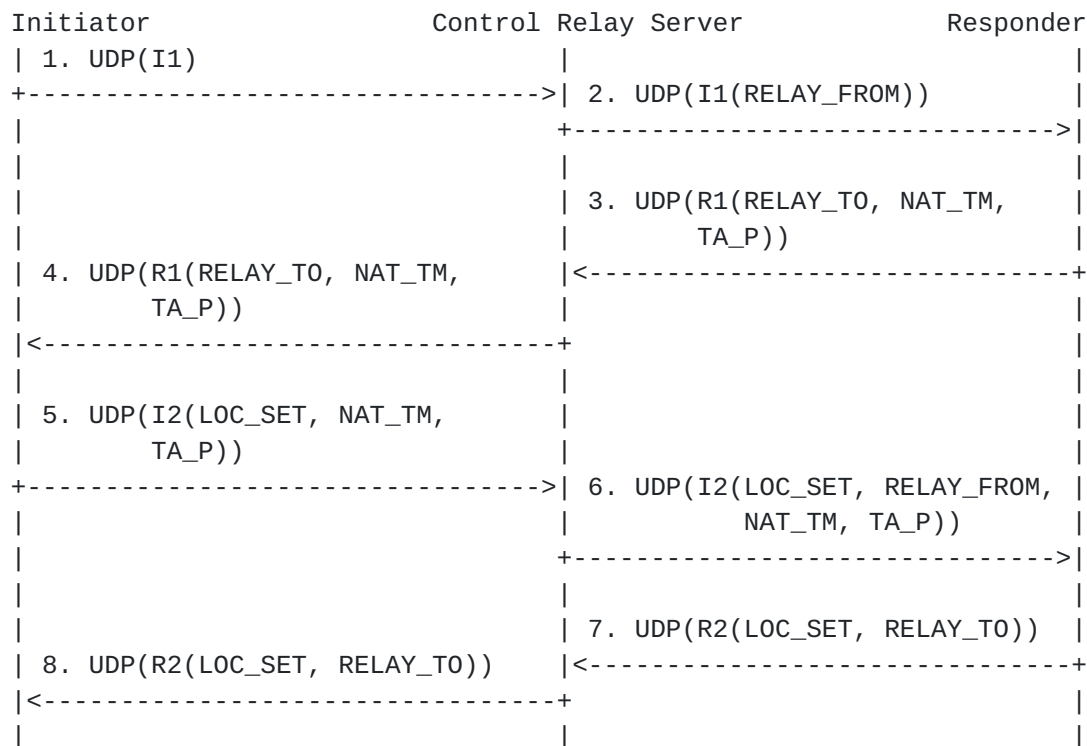 Initiator Control Relay Server Responder
| 1. UDP(I1) | |
+--------------------------------->| 2. UDP(I1(RELAY_FROM)) |
| +------------------------------->|
| | |
| | 3. UDP(R1(RELAY_TO, NAT_TM, |
| | TA_P)) |
| 4. UDP(R1(RELAY_TO, NAT_TM, |<-------------------------------+
| TA_P)) | |
|<---------------------------------+ |
| | |
| 5. UDP(I2(LOC_SET, NAT_TM, | |
| TA_P)) | |
+--------------------------------->| 6. UDP(I2(LOC_SET, RELAY_FROM, |
| | NAT_TM, TA_P)) |
| +------------------------------->|
| | |
| | 7. UDP(R2(LOC_SET, RELAY_TO)) |
| 8. UDP(R2(LOC_SET, RELAY_TO)) |<-------------------------------+
|<---------------------------------+ |
| | |